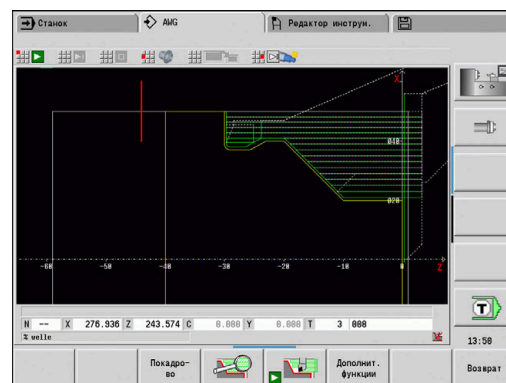 Станок
AWG
Редактор инструм.
X
Ø40
Ø20
-60 -50 -40 -30 -20 -10 0 Z
N -- X 276.936 Z 243.574 C 0.000 Y 0.000 T 3 008
% welle
T
13:50
Покадро-
во
Дополнит.
функции
Возврат